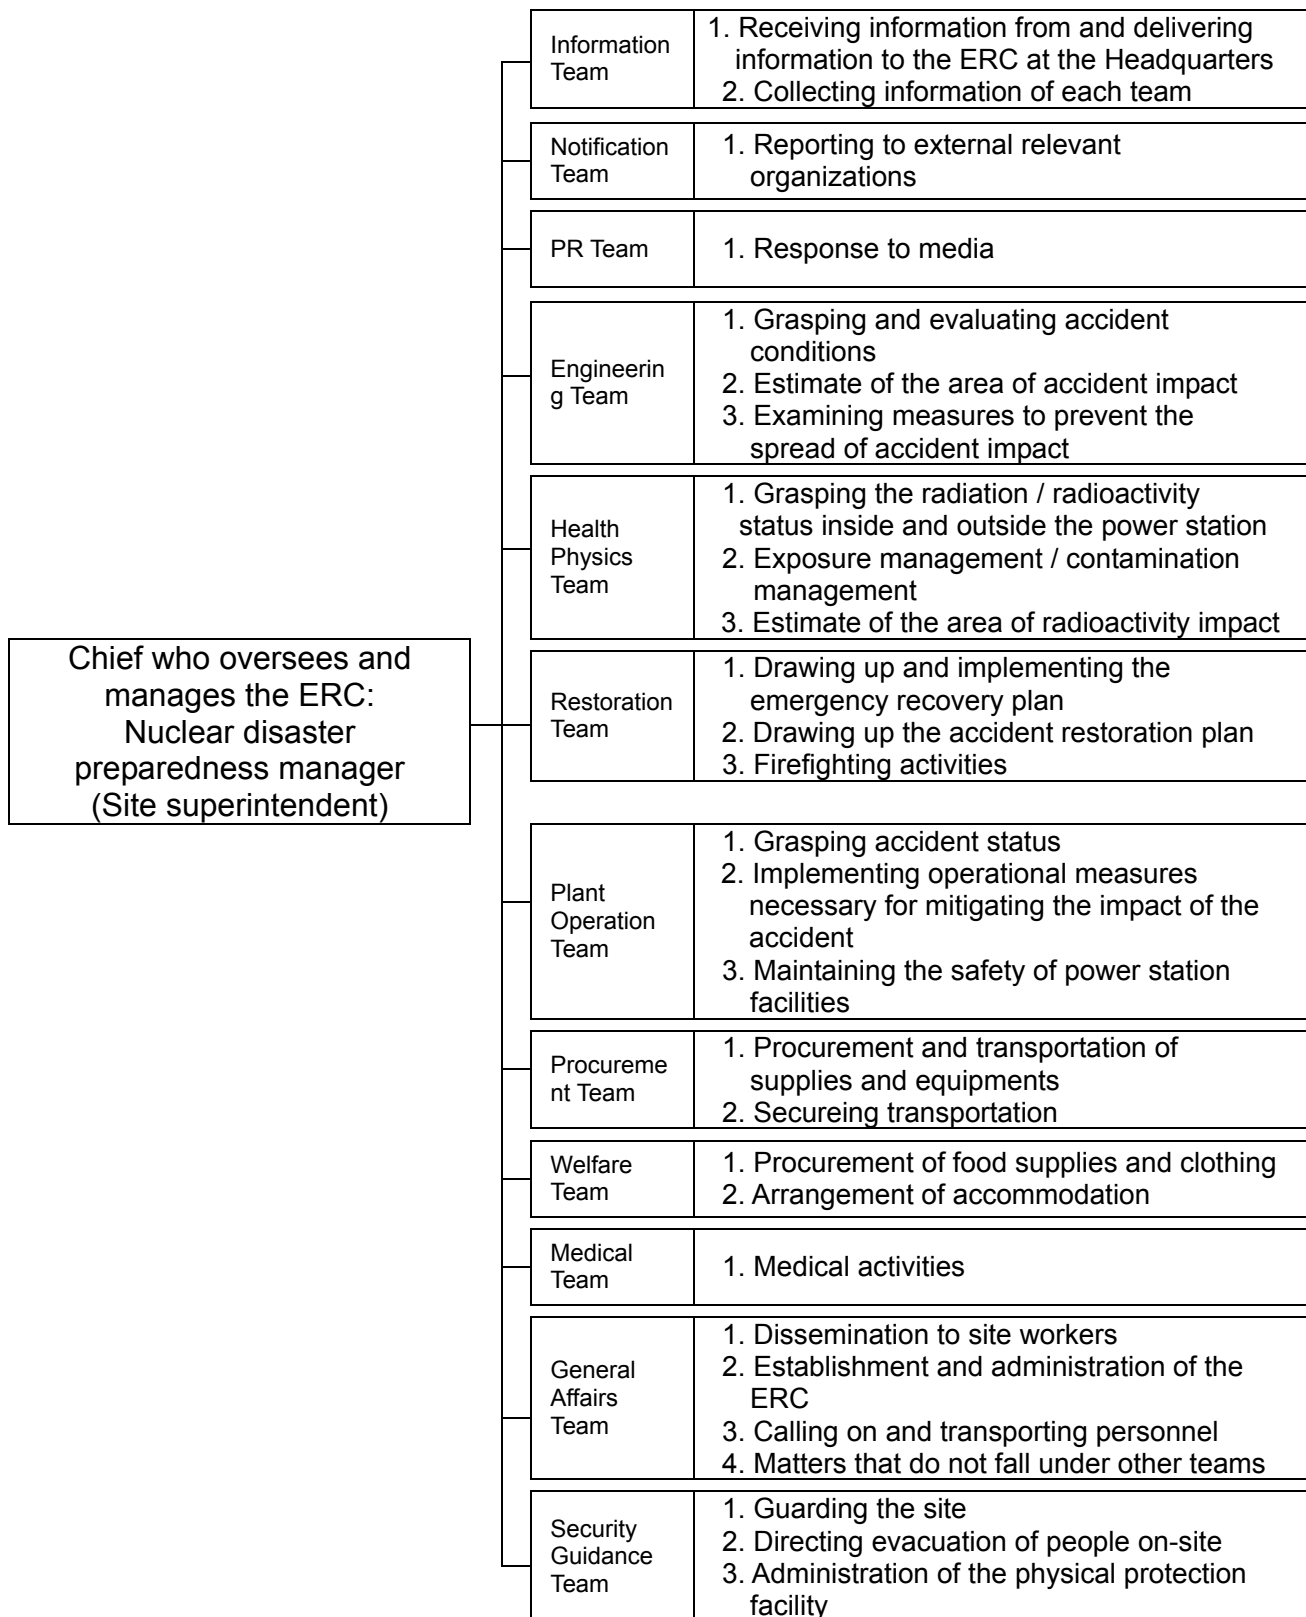 Information
Team
1. Receiving information from and delivering
information to the ERC at the Headquarters
2. Collecting information of each team
Notification
Team
1. Reporting to external relevant
organizations
PR Team
1. Response to media
Engineerin
g Team
1. Grasping and evaluating accident
conditions
2. Estimate of the area of accident impact
3. Examining measures to prevent the
spread of accident impact
Health
Physics
Team
1. Grasping the radiation / radioactivity
status inside and outside the power station
2. Exposure management / contamination
management
3. Estimate of the area of radioactivity impact
Chief who oversees and
manages the ERC:
Nuclear disaster
preparedness manager
(Site superintendent)
Restoration
Team
1. Drawing up and implementing the
emergency recovery plan
2. Drawing up the accident restoration plan
3. Firefighting activities
Plant
Operation
Team
1. Grasping accident status
2. Implementing operational measures
necessary for mitigating the impact of the
accident
3. Maintaining the safety of power station
facilities
Procureme
nt Team
1. Procurement and transportation of
supplies and equipments
2. Secureing transportation
Welfare
Team
1. Procurement of food supplies and clothing
2. Arrangement of accommodation
Medical
Team
1. Medical activities
General
Affairs
Team
1. Dissemination to site workers
2. Establishment and administration of the
ERC
3. Calling on and transporting personnel
4. Matters that do not fall under other teams
Security
Guidance
Team
1. Guarding the site
2. Directing evacuation of people on-site
3. Administration of the physical protection
facility